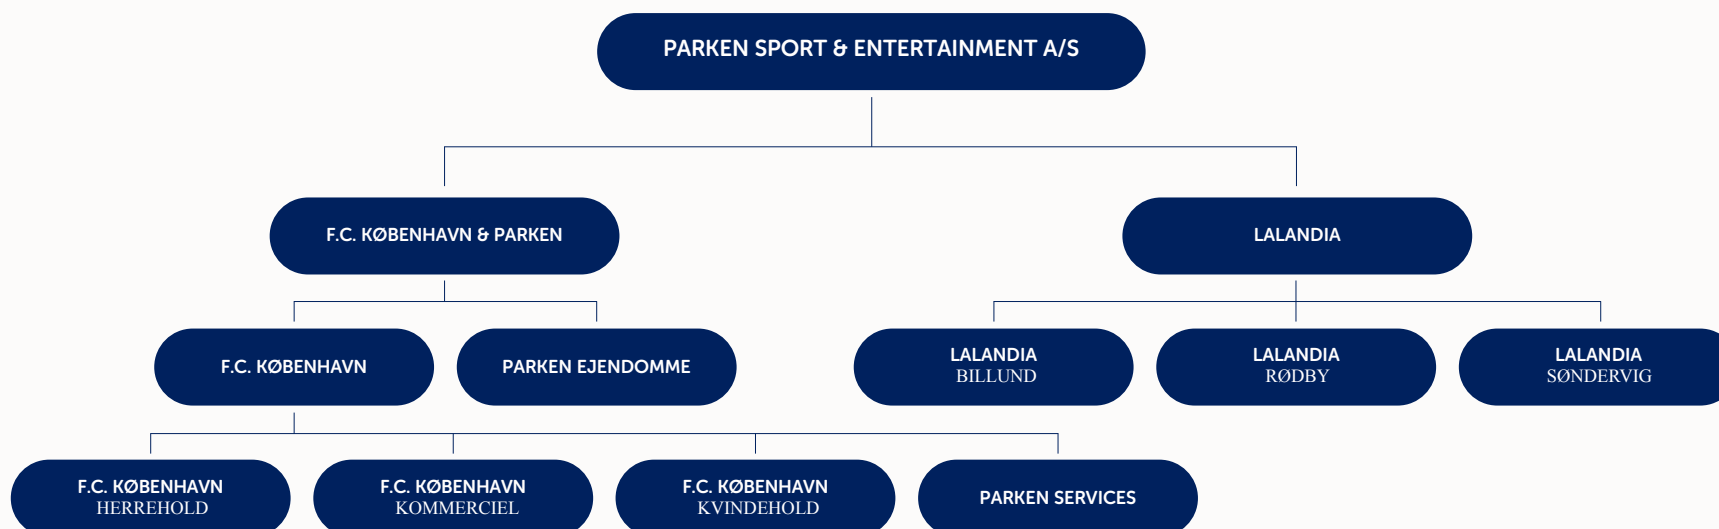 PARKEN SPORT & ENTERTAINMENT A/S
F.C. KØBENHAVN & PARKEN
LALANDIA
F.C. KØBENHAVN
PARKEN EJENDOMME
LALANDIA
BILLUND
LALANDIA
RØDBY
LALANDIA
SØNDERVIG
F.C. KØBENHAVN
HERREHOLD
F.C. KØBENHAVN
KOMMERCIEL
F.C. KØBENHAVN
KVINDEHOLD
PARKEN SERVICES